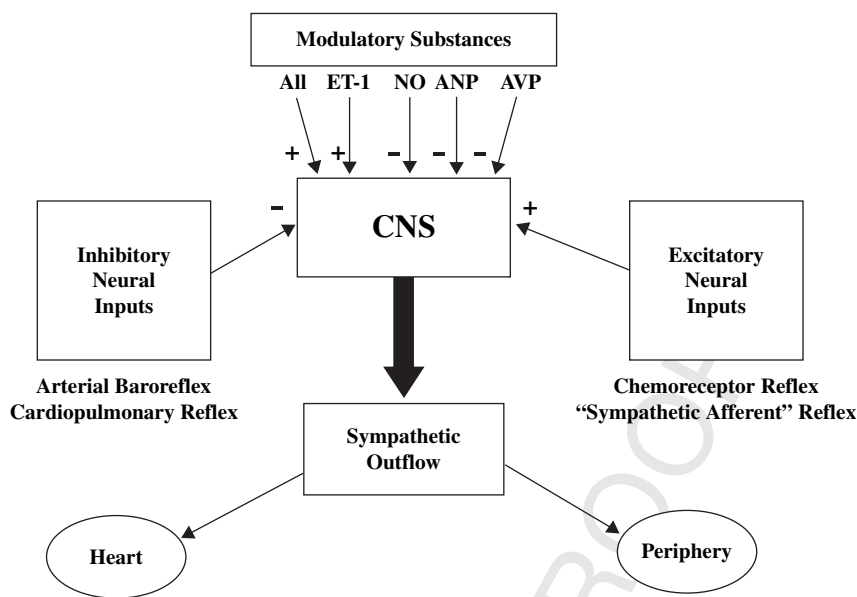 Modulatory Substances
All ET-1 NO ANP AVP
+ + – – –
– +
CNS
Inhibitory
Neural
Inputs
Excitatory
Neural
Inputs
Arterial Baroreflex
Cardiopulmonary Reflex
Chemoreceptor Reflex
“Sympathetic Afferent” Reflex
Sympathetic
Outflow
Heart
Periphery